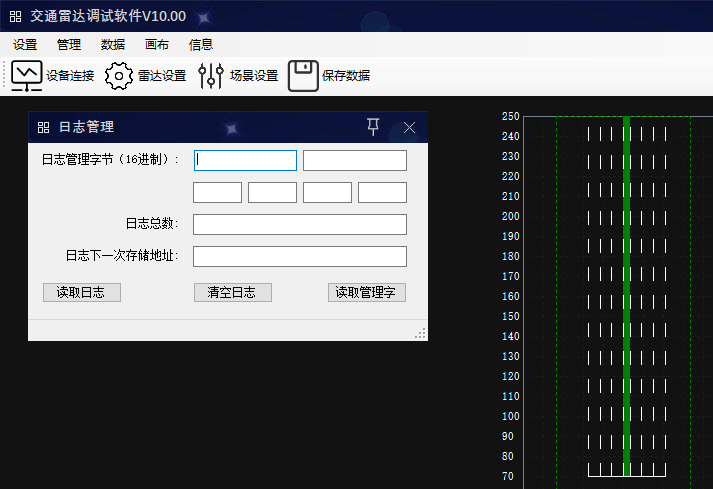 交通雷达调试软件V10.00
设置 管理 数据 画布 信息
设备连接 雷达设置 场景设置 保存数据
日志管理
日志管理字节（16进制）:
日志总数:
日志下一次存储地址:
读取日志 清空日志 读取管理字
250
240
230
220
210
200
190
180
170
160
150
140
130
120
110
100
90
80
70